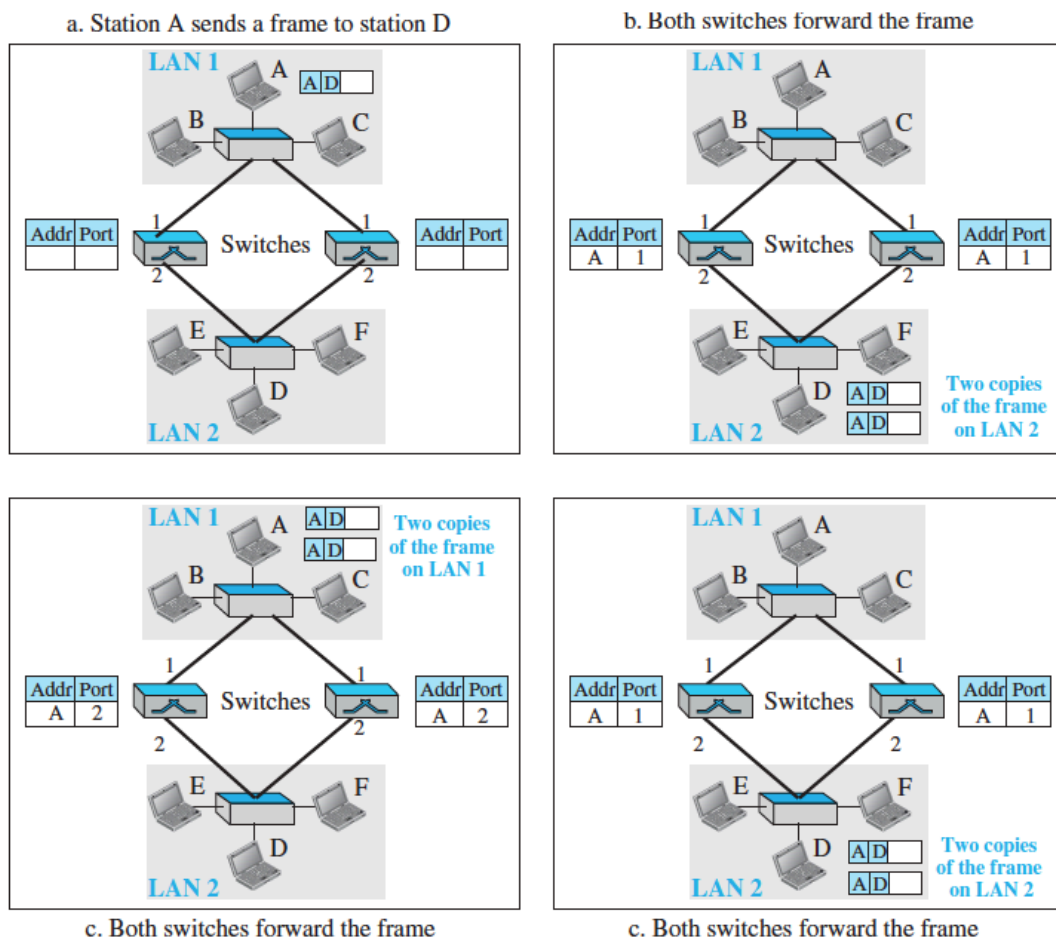 a. Station A sends a frame to station D
LAN 1
A
A D
B
C
1
1
Addr Port
Switches
Addr Port
2
2
E
F
D
LAN 2
b. Both switches forward the frame
LAN 1
A
B
C
1
1
Addr Port
Switches
Addr Port
A 1
A 1
2
2
E
F
D
A D
A D
Two copies
of the frame
on LAN 2
LAN 2
LAN 1
A
A D
A D
Two copies
of the frame
on LAN 1
B
C
1
1
Addr Port
Switches
Addr Port
A 2
A 2
2
2
E
F
D
LAN 2
c. Both switches forward the frame
LAN 1
A
B
C
1
1
Addr Port
Switches
Addr Port
A 1
A 1
2
2
E
F
D
A D
A D
Two copies
of the frame
on LAN 2
LAN 2
c. Both switches forward the frame